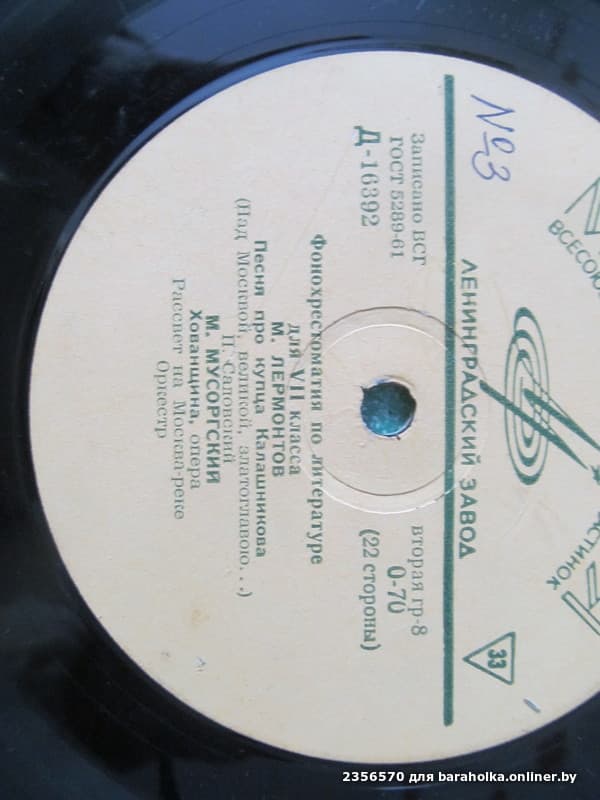 №3
ВСЕСОЮ
СТИНОК
ЛЕНИНГРАДСКИЙ ЗАВОД
33
Записано ВСГ
ГОСТ 5289-61
Д-16392
вторая гр-8
0-70
(22 стороны)
Фонохрестоматия по литературе
для VII класса
М. ЛЕРМОНТОВ
Песня про купца Калашникова
(Над Москвой, великой, златоглавою...)
П. Садовский
М. МУСОРГСКИЙ
Хованщина, опера
Рассвет на Москва-реке
Оркестр
2356570 для baraholka.onliner.by